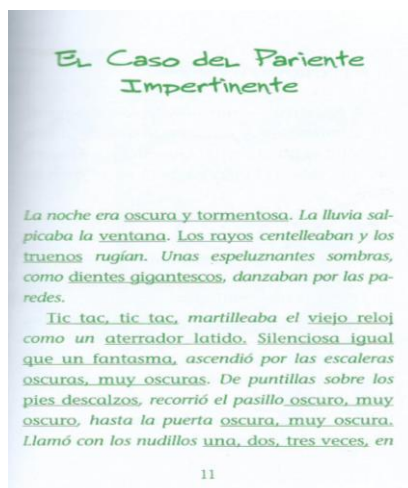 El Caso del Pariente
Impertinente
La noche era oscura y tormentosa. La lluvia sal-
picaba la ventana. Los rayos centelleaban y los
truenos rugían. Unas espeluznantes sombras,
como dientes gigantescos, danzaban por las pa-
redes.
Tic tac, tic tac, martilleaba el viejo reloj
como un aterrador latido. Silenciosa igual
que un fantasma, ascendió por las escaleras
oscuras, muy oscuras. De puntillas sobre los
pies descalzos, recorrió el pasillo oscuro, muy
oscuro, hasta la puerta oscura, muy oscura.
Llamó con los nudillos una, dos, tres veces, en
11